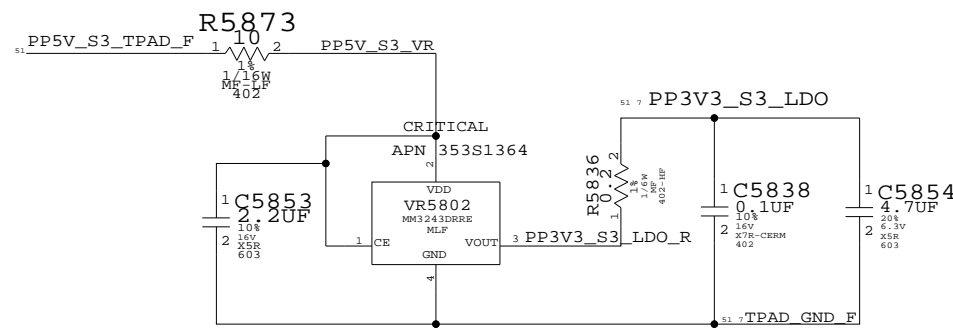 R5873
10
51 PP5V_S3_TPAD_F
1 2
PP5V_S3_VR
1%
1/16W
MF-LF
402
51 7 PP3V3_S3_LDO
CRITICAL
APN 353S1364
2
VDD
VR5802
MM3243DRRE
MLF
1 CE
VOUT 3 PP3V3_S3_LDO_R
GND
4
1 C5853
2.2UF
10%
2 16V
X5R
603
R5836
0.2
1%
1/6W
MF
402-HF
2
1
1 C5838
0.1UF
10%
2 16V
X7R-CERM
402
1 C5854
4.7UF
20%
2 6.3V
X5R
603
51 7 TPAD_GND_F